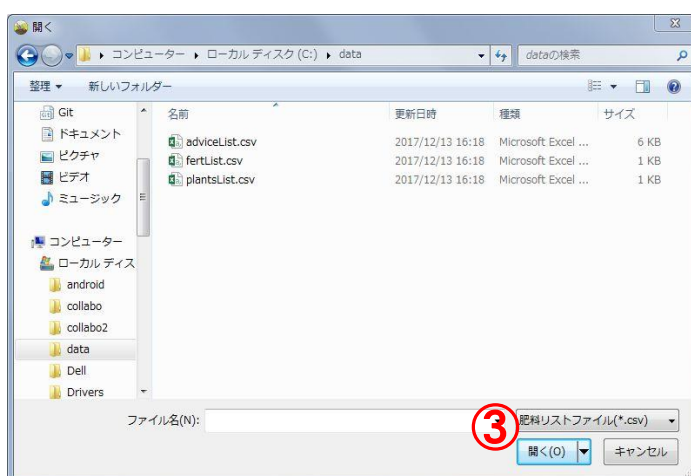 開く
コンピューター ローカル ディスク (C:) data
dataの検索
整理 新しいフォルダー
Git
ドキュメント
ピクチャ
ビデオ
ミュージック
コンピューター
ローカル ディス
android
collabo
collabo2
data
Dell
Drivers
名前 更新日時 種類 サイズ
adviceList.csv 2017/12/13 16:18 Microsoft Excel ... 6 KB
fertList.csv 2017/12/13 16:18 Microsoft Excel ... 1 KB
plantsList.csv 2017/12/13 16:18 Microsoft Excel ... 1 KB
ファイル名(N):
③
肥料リストファイル(*.csv)
開く(O) キャンセル